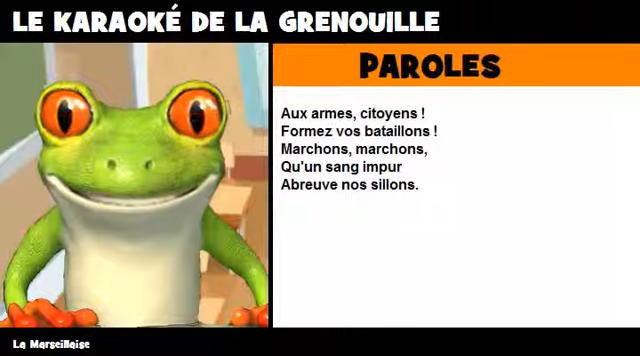 LE KARAOKÉ DE LA GRENOUILLE
PAROLES
Aux armes, citoyens !
Formez vos bataillons !
Marchons, marchons,
Qu'un sang impur
Abreuve nos sillons.
La Marseillaise